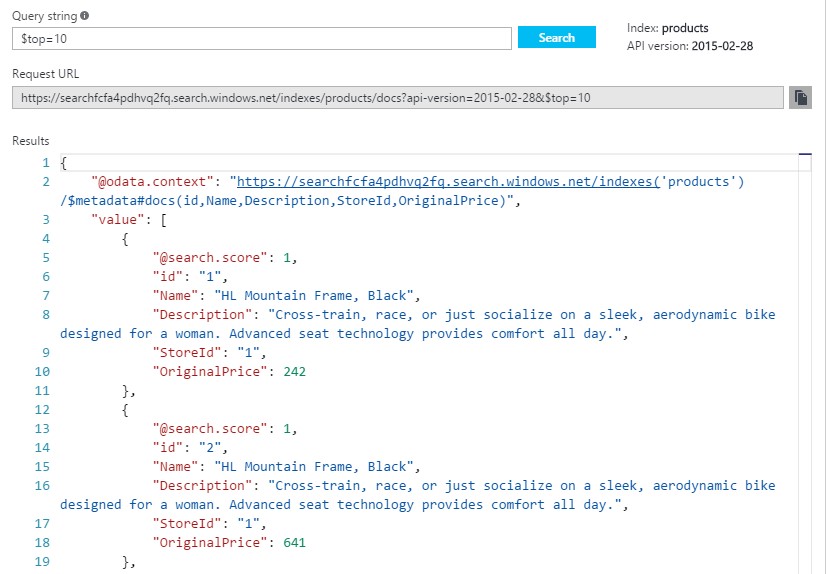 Query string
$top=10
Search
Index: products
API version: 2015-02-28
Request URL
https://searchfcfa4pdhvq2fq.search.windows.net/indexes/products/docs?api-version=2015-02-28&$top=10
Results
1 {
2 "@odata.context": "https://searchfcfa4pdhvq2fq.search.windows.net/indexes('products')
/$metadata#docs(id,Name,Description,StoreId,OriginalPrice)",
3 "value": [
4 {
5 "@search.score": 1,
6 "id": "1",
7 "Name": "HL Mountain Frame, Black",
8 "Description": "Cross-train, race, or just socialize on a sleek, aerodynamic bike
designed for a woman. Advanced seat technology provides comfort all day.",
9 "StoreId": "1",
10 "OriginalPrice": 242
11 },
12 {
13 "@search.score": 1,
14 "id": "2",
15 "Name": "HL Mountain Frame, Black",
16 "Description": "Cross-train, race, or just socialize on a sleek, aerodynamic bike
designed for a woman. Advanced seat technology provides comfort all day.",
17 "StoreId": "1",
18 "OriginalPrice": 641
19 },